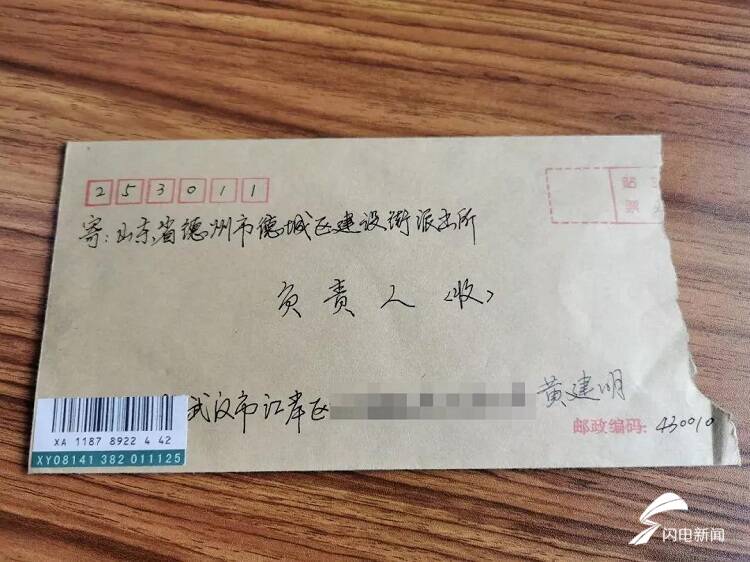 253011
贴
票
寄：山东省德州市德城区建设街派出所
负责人（收）
武汉市江岸区
黄建明
邮政编码：430010
XA 1187 8922 4 42
XY08141 382 011125
闪电新闻